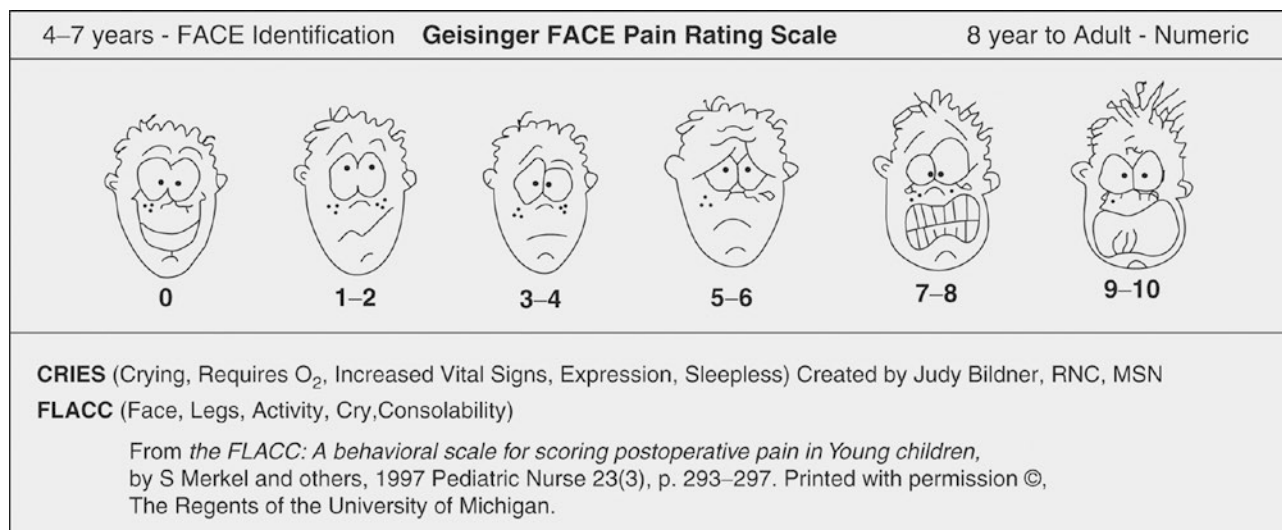 4–7 years - FACE Identification Geisinger FACE Pain Rating Scale 8 year to Adult - Numeric
0 1–2 3–4 5–6 7–8 9–10
CRIES (Crying, Requires O₂, Increased Vital Signs, Expression, Sleepless) Created by Judy Bildner, RNC, MSN
FLACC (Face, Legs, Activity, Cry,Consolability)
From the FLACC: A behavioral scale for scoring postoperative pain in Young children,
by S Merkel and others, 1997 Pediatric Nurse 23(3), p. 293–297. Printed with permission ©,
The Regents of the University of Michigan.